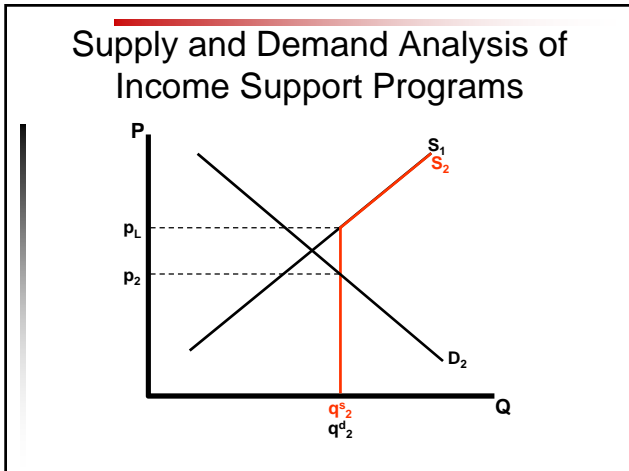 Supply and Demand Analysis of
Income Support Programs
P
S₁
S₂
pL
p₂
D₂
qˢ₂
Q
qᵈ₂